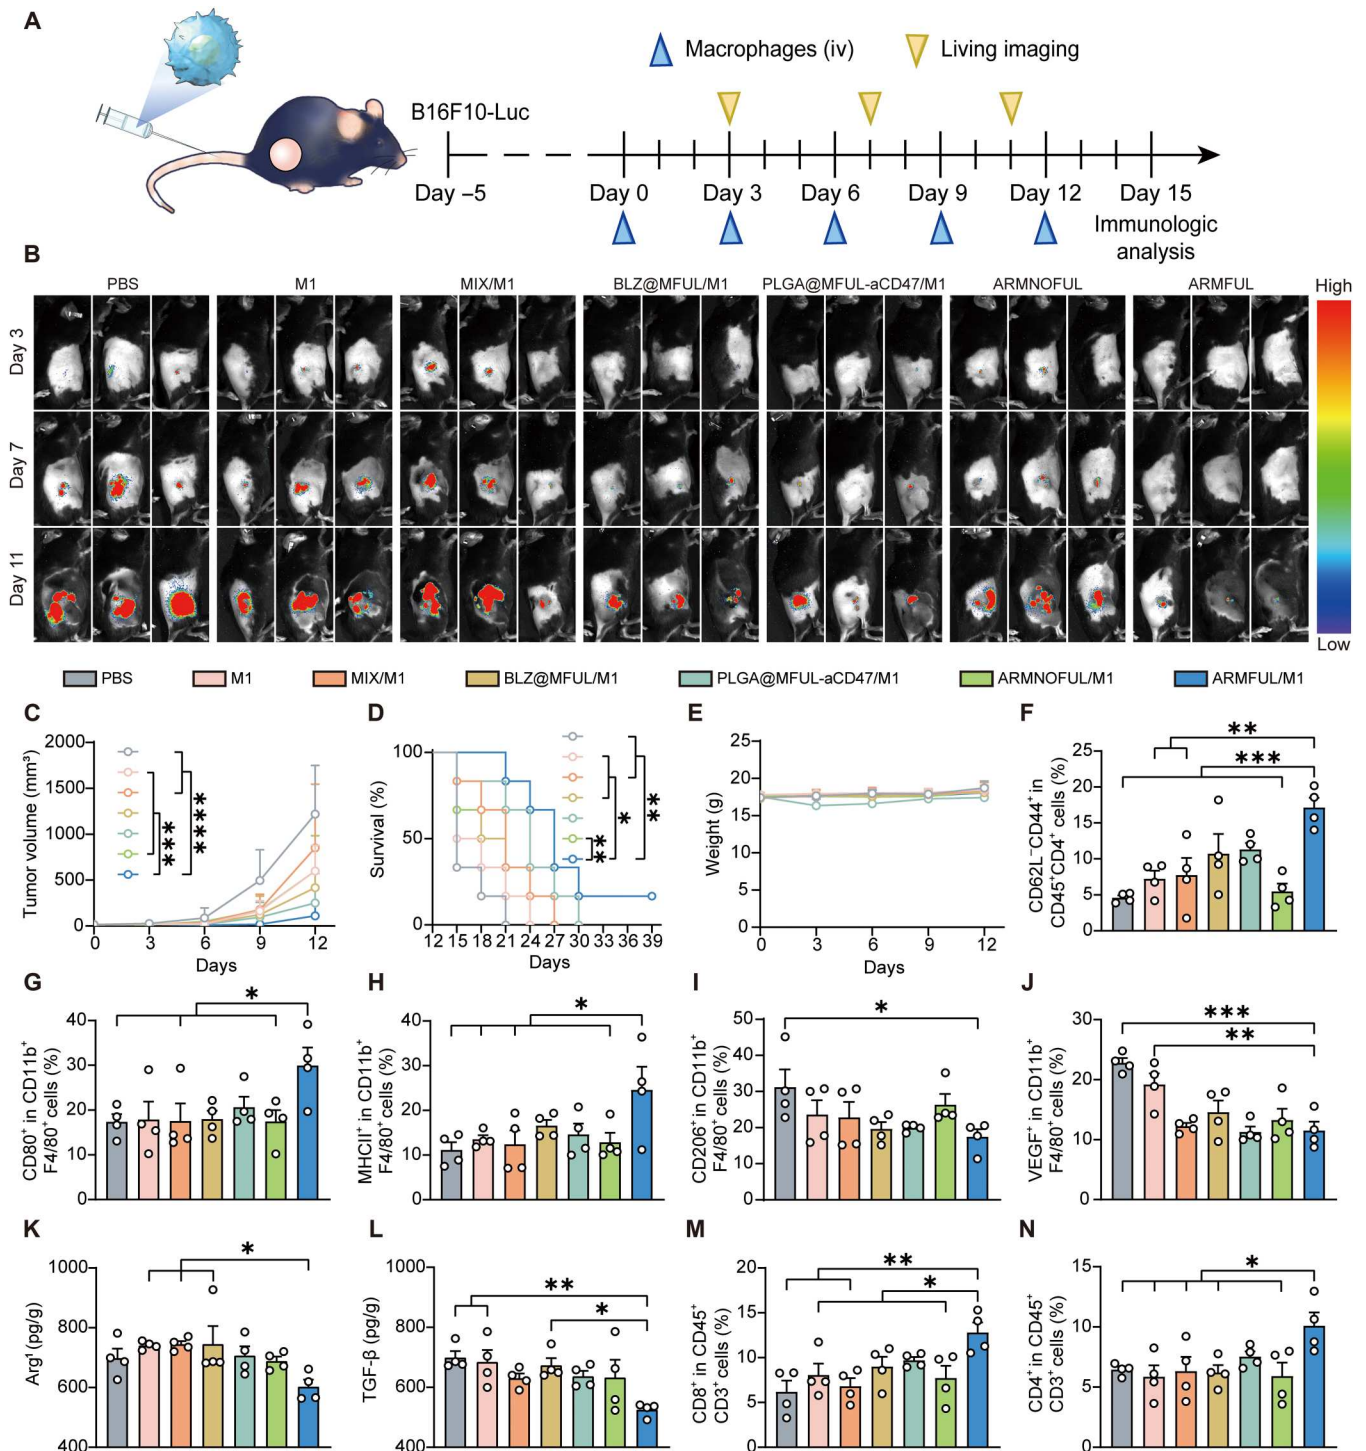 A
Macrophages (iv)
Living imaging
B16F10-Luc
Day –5
Day 0
Day 3
Day 6
Day 9
Day 12
Day 15
Immunologic
analysis
B
PBS
M1
MIX/M1
BLZ@MFUL/M1
PLGA@MFUL-aCD47/M1
ARMNOFUL
ARMFUL
High
Day 3
Day 7
Day 11
Low
PBS
M1
MIX/M1
BLZ@MFUL/M1
PLGA@MFUL-aCD47/M1
ARMNOFUL/M1
ARMFUL/M1
C
Tumor volume (mm³)
2000
1500
1000
500
0
0 3 6 9 12
Days
***
****
D
Survival (%)
100
50
0
12 15 18 21 24 27 30 33 36 39
Days
**
*
**
E
Weight (g)
25
20
15
10
5
0
0 3 6 9 12
Days
F
CD62L⁻CD44⁺ in
CD45⁺CD4⁺ cells (%)
25
20
15
10
5
0
**
***
G
CD80⁺ in CD11b⁺
F4/80⁺ cells (%)
40
30
20
10
0
*
H
MHCII⁺ in CD11b⁺
F4/80⁺ cells (%)
40
30
20
10
0
*
I
CD206⁺ in CD11b⁺
F4/80⁺ cells (%)
50
40
30
20
10
0
*
J
VEGF⁺ in CD11b⁺
F4/80⁺ cells (%)
30
20
10
0
***
**
K
Arg¹ (pg/g)
1000
800
600
400
*
L
TGF-β (pg/g)
1000
800
600
400
**
*
M
CD8⁺ in CD45⁺
CD3⁺ cells (%)
20
15
10
5
0
**
*
N
CD4⁺ in CD45⁺
CD3⁺ cells (%)
15
10
5
0
*